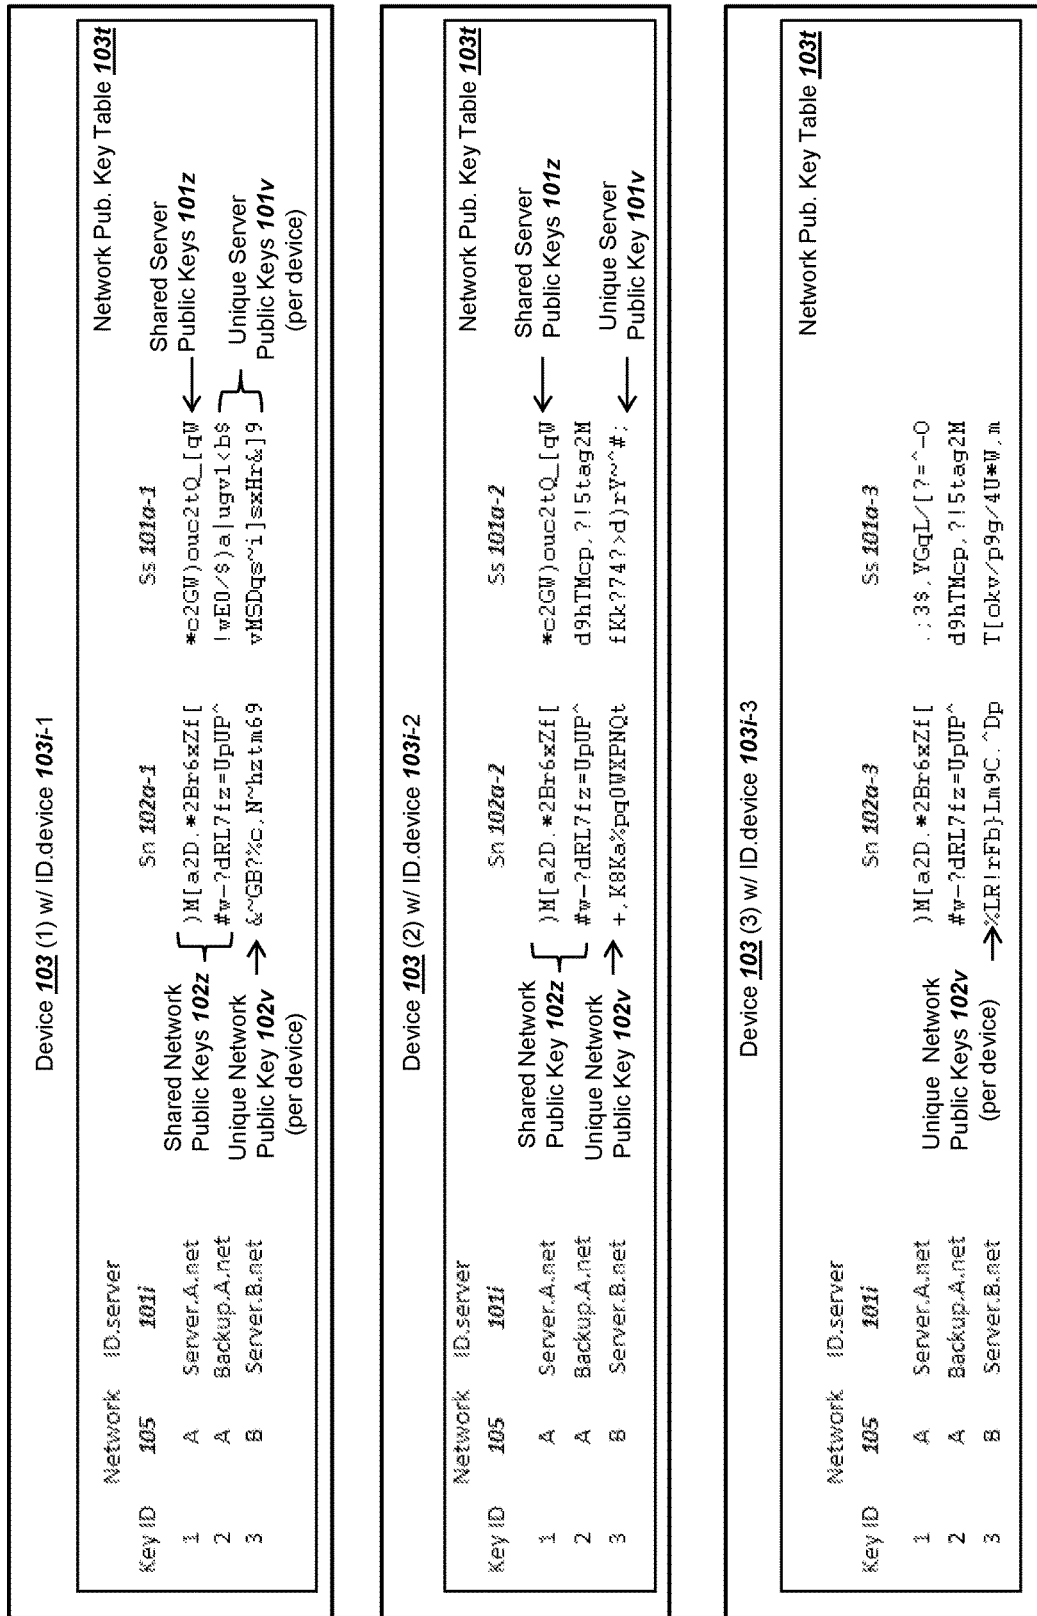 Device 103 (1) w/ ID.device 103i-1
Network Pub. Key Table 103t
Key ID Network 105 ID.server 101i Sn 102a-1 Ss 101a-1
1 A Server.A.net )M[a2D.*2Br6xZf[ *c2GW)ouc2tQ_[qW
2 A Backup.A.net #w-?dRL7fz=UpUP^ !wEU/$)a|ugv1<b$
3 B Server.B.net &~GB?%c.N~hztm69 vMSDqs~i]sxHr&]9
Shared Network
Public Keys 102z
Unique Network
Public Key 102v
(per device)
Shared Server
Public Keys 101z
Unique Server
Public Keys 101v
(per device)
Device 103 (2) w/ ID.device 103i-2
Network Pub. Key Table 103t
Key ID Network 105 ID.server 101i Sn 102a-2 Ss 101a-2
1 A Server.A.net )M[a2D.*2Br6xZf[ *c2GW)ouc2tQ_[qW
2 A Backup.A.net #w-?dRL7fz=UpUP^ d9hTMcp.?!5tag2M
3 B Server.B.net +.K8Ka%pqUWXPNQt fKk?74?>d)rY~^#;
Shared Network
Public Key 102z
Unique Network
Public Key 102v
Shared Server
Public Keys 101z
Unique Server
Public Key 101v
Device 103 (3) w/ ID.device 103i-3
Network Pub. Key Table 103t
Key ID Network 105 ID.server 101i Sn 102a-3 Ss 101a-3
1 A Server.A.net )M[a2D.*2Br6xZf[ .;3$.YGqL/[?=^-O
2 A Backup.A.net #w-?dRL7fz=UpUP^ d9hTMcp.?!5tag2M
3 B Server.B.net %LR!rFb}Lm9C.^Dp T[okv/p9g/4U*W.m
Unique Network
Public Keys 102v
(per device)